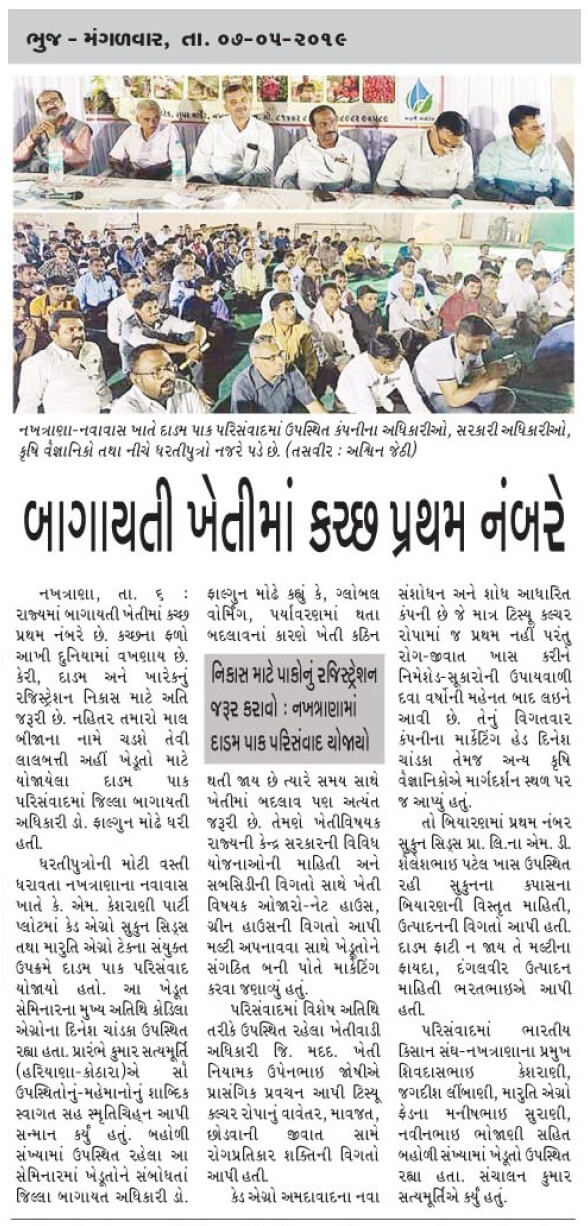 ભુજ - મંગળવાર, તા. ૦૭-૦૫-૨૦૧૯
નખત્રાણા-નવાવાસ ખાતે દાડમ પાક પરિસંવાદમાં ઉપસ્થિત કંપનીના અધિકારીઓ, સરકારી અધિકારીઓ,
કૃષિ વૈજ્ઞાનિકો તથા નીચે ધરતીપુત્રો નજરે પડે છે. (તસવીર : અશ્વિન જેઠી)
બાગાયતી ખેતીમાં કચ્છ પ્રથમ નંબરે
નખત્રાણા, તા. ૬ :
રાજ્યમાં બાગાયતી ખેતીમાં કચ્છ
પ્રથમ નંબરે છે. કચ્છના ફળો
આખી દુનિયામાં વખણાય છે.
કેરી, દાડમ અને ખારેકનું
રજિસ્ટ્રેશન નિકાસ માટે અતિ
જરૂરી છે. નહિતર તમારો માલ
બીજાના નામે ચડશે તેવી
લાલબત્તી અહીં ખેડૂતો માટે
યોજાયેલા દાડમ પાક
પરિસંવાદમાં જિલ્લા બાગાયતી
અધિકારી ડો. ફાલ્ગુન મોઢે ધરી
હતી.
ધરતીપુત્રોની મોટી વસ્તી
ધરાવતા નખત્રાણાના નવાવાસ
ખાતે કે. એમ. કેશરાણી પાર્ટી
પ્લોટમાં કેડ એગ્રો સુકૂન સિડ્સ
તથા મારુતિ એગ્રો ટેકના સંયુક્ત
ઉપક્રમે દાડમ પાક પરિસંવાદ
યોજાયો હતો. આ ખેડૂત
સેમિનારના મુખ્ય અતિથિ કોડિલા
એગ્રોના દિનેશ ચાંડકા ઉપસ્થિત
રહ્યા હતા. પ્રારંભે કુમાર સત્યમૂર્તિ
(હરિયાણા-કોઠારા)એ સૌ
ઉપસ્થિતોનું-મહેમાનોનું શાબ્દિક
સ્વાગત સહ સ્મૃતિચિહ્ન આપી
સન્માન કર્યું હતું. બહોળી
સંખ્યામાં ઉપસ્થિત રહેલા આ
સેમિનારમાં ખેડૂતોને સંબોધતાં
જિલ્લા બાગાયત અધિકારી ડો.
ફાલ્ગુન મોઢે કહ્યું કે, ગ્લોબલ
વોર્મિંગ, પર્યાવરણમાં થતા
બદલાવનાં કારણે ખેતી કઠિન
નિકાસ માટે પાકોનું રજિસ્ટ્રેશન
જરૂર કરાવો : નખત્રાણામાં
દાડમ પાક પરિસંવાદ યોજાયો
થતી જાય છે ત્યારે સમય સાથે
ખેતીમાં બદલાવ પણ અત્યંત
જરૂરી છે. તેમણે ખેતીવિષયક
રાજ્યની કેન્દ્ર સરકારની વિવિધ
યોજનાઓની માહિતી અને
સબસિડીની વિગતો સાથે ખેતી
વિષયક ઓજારો-નેટ હાઉસ,
ગ્રીન હાઉસની વિગતો આપી
મલ્ટી અપનાવવા સાથે ખેડૂતોને
સંગઠિત બની પોતે માર્કેટિંગ
કરવા જણાવ્યું હતું.
પરિસંવાદમાં વિશેષ અતિથિ
તરીકે ઉપસ્થિત રહેલા ખેતીવાડી
અધિકારી જિ. મદદ. ખેતી
નિયામક ઉપેનભાઇ જોષીએ
પ્રાસંગિક પ્રવચન આપી ટિસ્યૂ
કલ્ચર રોપાનું વાવેતર, માવજત,
છોડવાની જીવાત સામે
રોગપ્રતિકાર શક્તિની વિગતો
આપી હતી.
કેડ એગ્રો અમદાવાદના નવા
સંશોધન અને શોધ આધારિત
કંપની છે જે માત્ર ટિસ્યૂ કલ્ચર
રોપામાં જ પ્રથમ નહીં પરંતુ
રોગ-જીવાત ખાસ કરીને
નિમેશેડ-સૂકારોની ઉપાયવાળી
દવા વર્ષોની મહેનત બાદ લઇને
આવી છે. તેનું વિગતવાર
કંપનીના માર્કેટિંગ હેડ દિનેશ
ચાંડકા તેમજ અન્ય કૃષિ
વૈજ્ઞાનિકોએ માર્ગદર્શન સ્થળ પર
જ આપ્યું હતું.
તો બિયારણમાં પ્રથમ નંબર
સુકૂન સિડ્સ પ્રા. લિ.ના એમ. ડી.
શૈલેશભાઇ પટેલ ખાસ ઉપસ્થિત
રહી સુકૂનના કપાસના
બિયારણની વિસ્તૃત માહિતી,
ઉત્પાદનની વિગતો આપી હતી.
દાડમ ફાટી ન જાય તે મલ્ટીના
ફાયદા, દંગલવીર ઉત્પાદન
માહિતી ભરતભાઇએ આપી
હતી.
પરિસંવાદમાં ભારતીય
કિસાન સંઘ-નખત્રાણાના પ્રમુખ
શિવદાસભાઇ કેશરાણી,
જગદીશ લીંબાણી, મારુતિ એગ્રો
ફેડના મનીષભાઇ સુરાણી,
નવીનભાઇ ભોજાણી સહિત
બહોળી સંખ્યામાં ખેડૂતો ઉપસ્થિત
રહ્યા હતા. સંચાલન કુમાર
સત્યમૂર્તિએ કર્યું હતું.